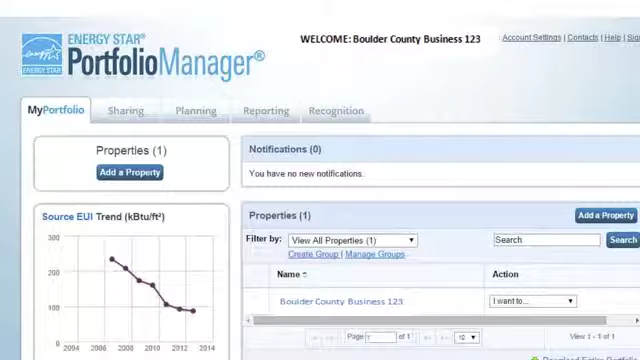 ENERGY STAR®
PortfolioManager®
ENERGY STAR
WELCOME: Boulder County Business 123
Account Settings | Contacts | Help |
MyPortfolio Sharing Planning Reporting Recognition
Properties (1)
Add a Property
Source EUI Trend (kBtu/ft²)
300
200
100
0
2004 2006 2008 2010 2012 2014
Notifications (0)
You have no new notifications.
Properties (1) Add a Property
Filter by: View All Properties (1) Search Search
Create Group | Manage Groups
Name Action
Boulder County Business 123 I want to...
Page 1 of 1 10 View 1 - 1 of 1